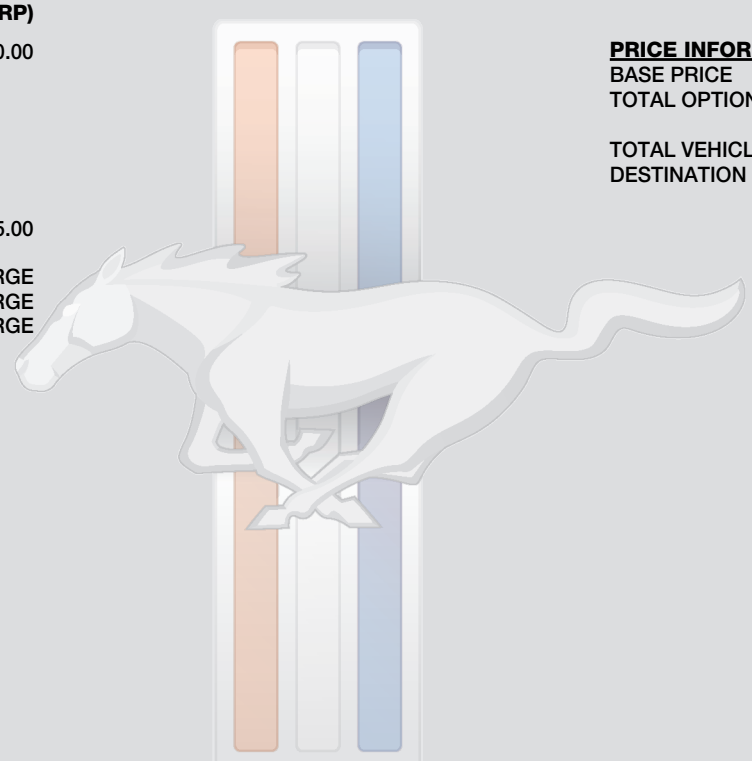 RP)
0.00
5.00
RGE
RGE
RGE
PRICE INFOR
BASE PRICE
TOTAL OPTION
TOTAL VEHICL
DESTINATION